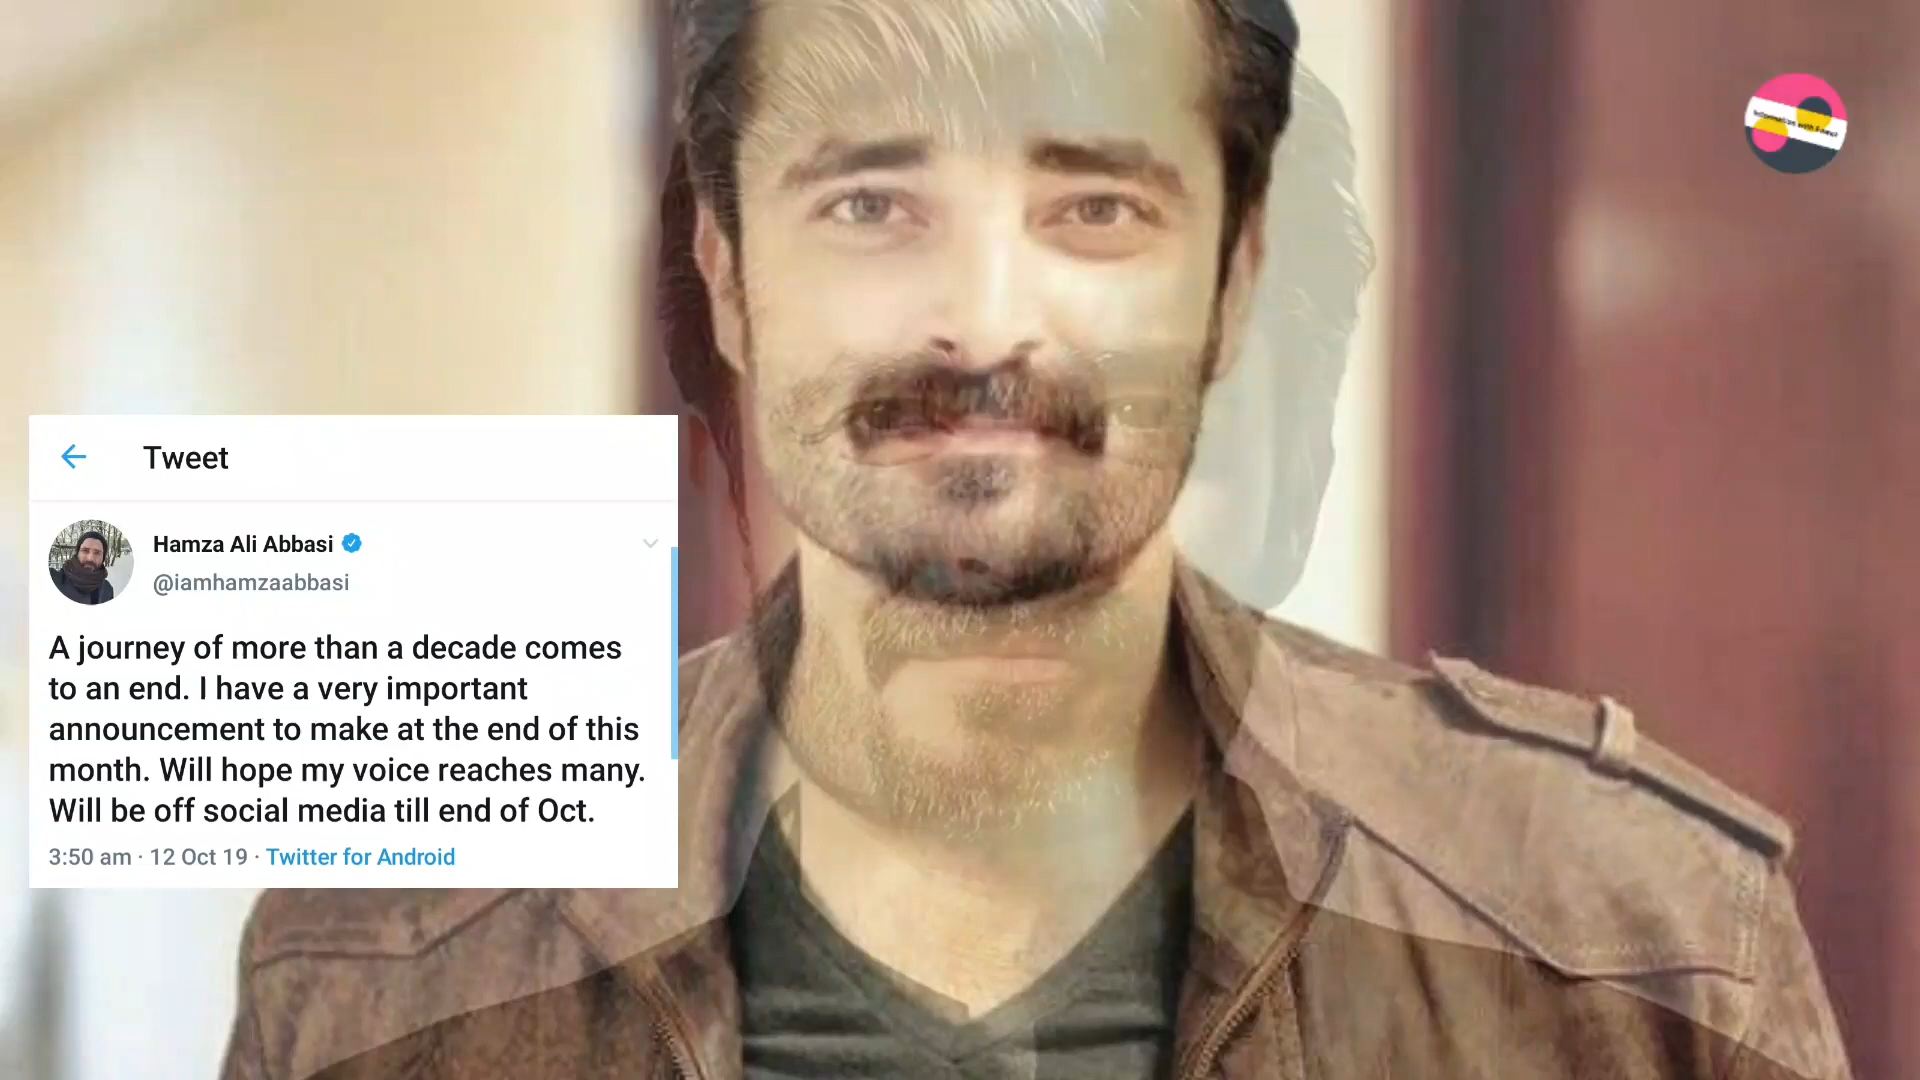 Tweet
Hamza Ali Abbasi
@iamhamzaabbasi
A journey of more than a decade comes
to an end. I have a very important
announcement to make at the end of this
month. Will hope my voice reaches many.
Will be off social media till end of Oct.
3:50 am · 12 Oct 19 · Twitter for Android